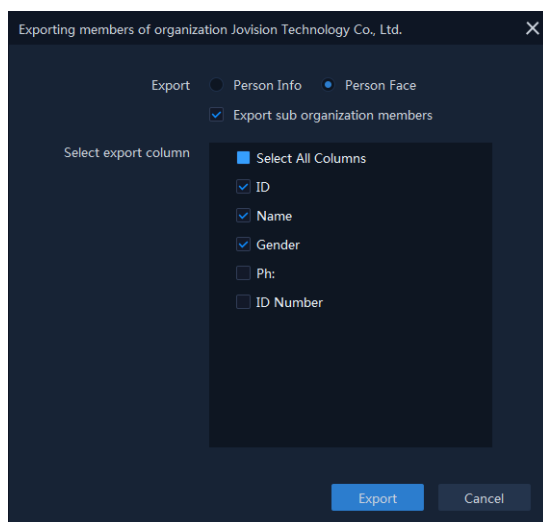 Exporting members of organization Jovision Technology Co., Ltd.
Export Person Info Person Face
Export sub organization members
Select export column Select All Columns
ID
Name
Gender
Ph:
ID Number
Export Cancel